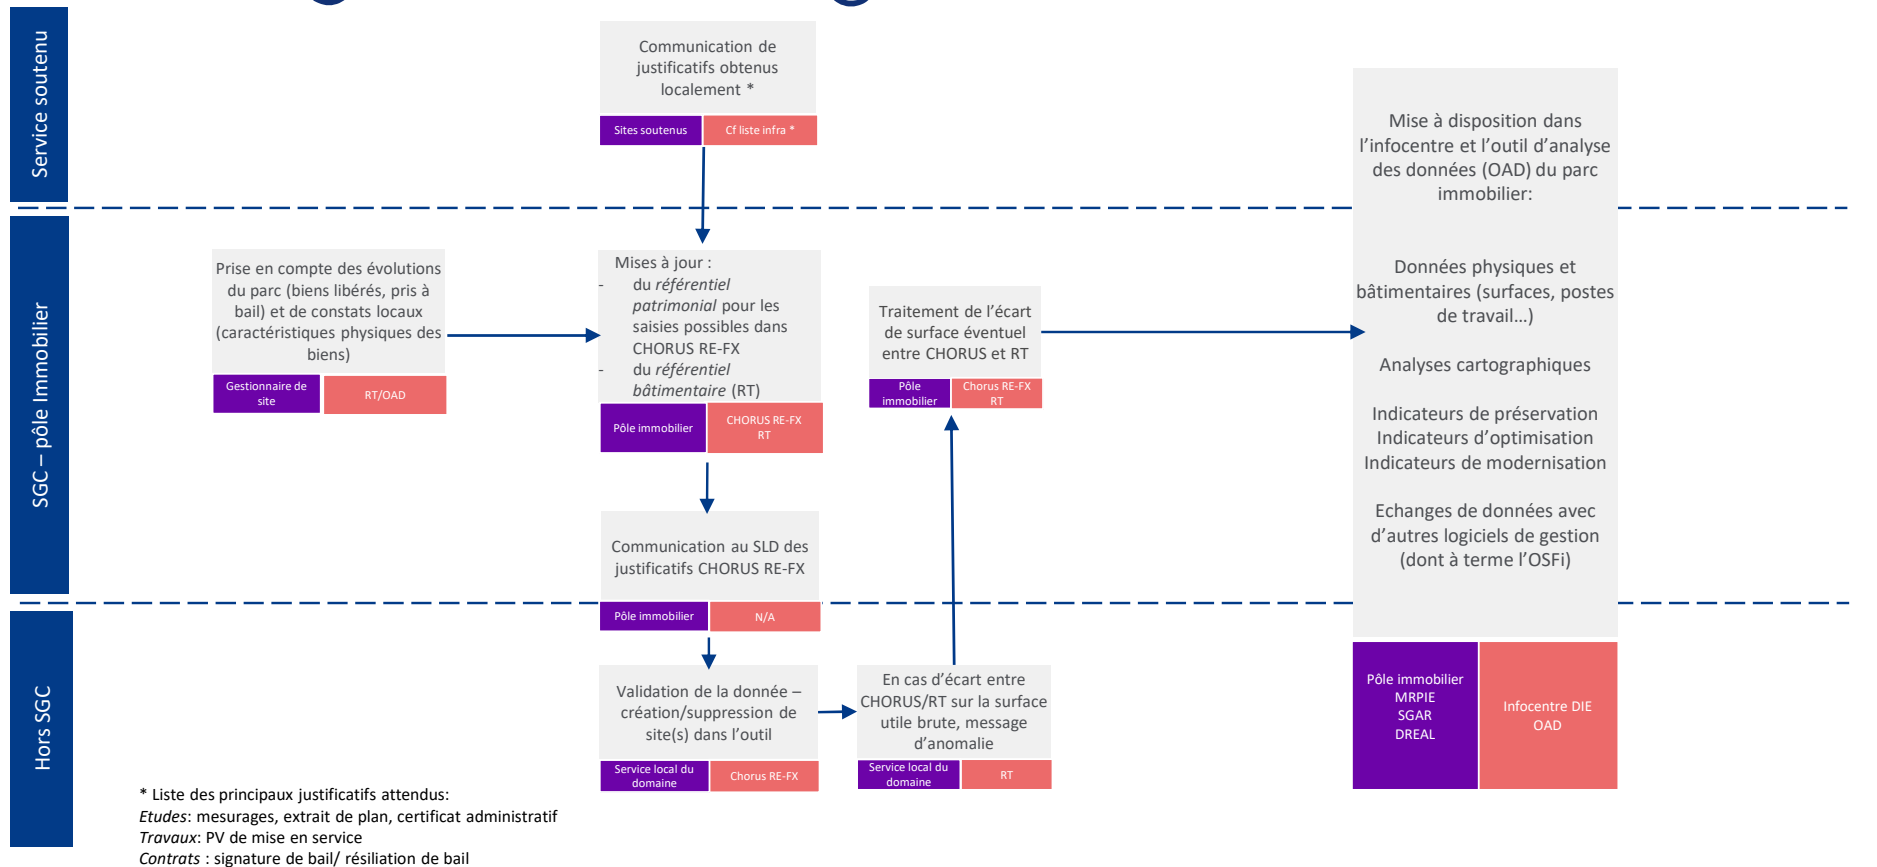 Service soutenu
Communication de
justificatifs obtenus
localement *
Sites soutenus
Cf liste infra *
Mise à disposition dans
l’infocentre et l’outil d’analyse
des données (OAD) du parc
immobilier:
Données physiques et
bâtimentaires (surfaces, postes
de travail…)
Analyses cartographiques
Indicateurs de préservation
Indicateurs d’optimisation
Indicateurs de modernisation
Echanges de données avec
d’autres logiciels de gestion
(dont à terme l’OSFi)
Pôle immobilier
MRPIE
SGAR
DREAL
Infocentre DIE
OAD
SGC – pôle Immobilier
Prise en compte des évolutions
du parc (biens libérés, pris à
bail) et de constats locaux
(caractéristiques physiques des
biens)
Gestionnaire de
site
RT/OAD
Mises à jour :
- du référentiel
patrimonial pour les
saisies possibles dans
CHORUS RE-FX
- du référentiel
bâtimentaire (RT)
Pôle immobilier
CHORUS RE-FX
RT
Traitement de l’écart
de surface éventuel
entre CHORUS et RT
Pôle
immobilier
Chorus RE-FX
RT
Communication au SLD des
justificatifs CHORUS RE-FX
Pôle immobilier
N/A
Hors SGC
Validation de la donnée –
création/suppression de
site(s) dans l’outil
Service local du
domaine
Chorus RE-FX
En cas d’écart entre
CHORUS/RT sur la surface
utile brute, message
d’anomalie
Service local du
domaine
RT
* Liste des principaux justificatifs attendus:
Etudes: mesurages, extrait de plan, certificat administratif
Travaux: PV de mise en service
Contrats : signature de bail/ résiliation de bail